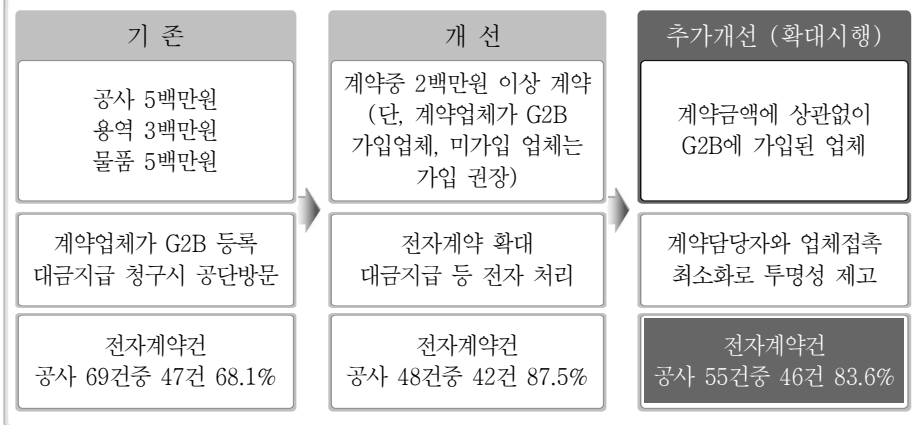 기 존
공사 5백만원
용역 3백만원
물품 5백만원
계약업체가 G2B 등록
대금지급 청구시 공단방문
전자계약건
공사 69건중 47건 68.1%
개 선
계약중 2백만원 이상 계약
(단, 계약업체가 G2B
가입업체, 미가입 업체는
가입 권장)
전자계약 확대
대금지급 등 전자 처리
전자계약건
공사 48건중 42건 87.5%
추가개선 (확대시행)
계약금액에 상관없이
G2B에 가입된 업체
계약담당자와 업체접촉
최소화로 투명성 제고
전자계약건
공사 55건중 46건 83.6%